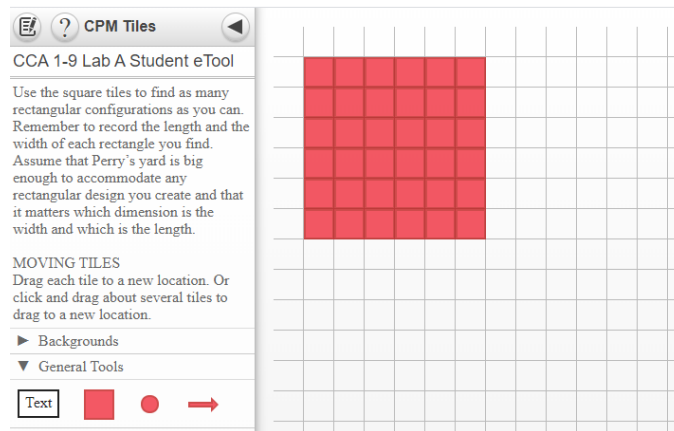 CPM Tiles
CCA 1-9 Lab A Student eTool
Use the square tiles to find as many
rectangular configurations as you can.
Remember to record the length and the
width of each rectangle you find.
Assume that Perry’s yard is big
enough to accommodate any
rectangular design you create and that
it matters which dimension is the
width and which is the length.
MOVING TILES
Drag each tile to a new location. Or
click and drag about several tiles to
drag to a new location.
Backgrounds
General Tools
Text